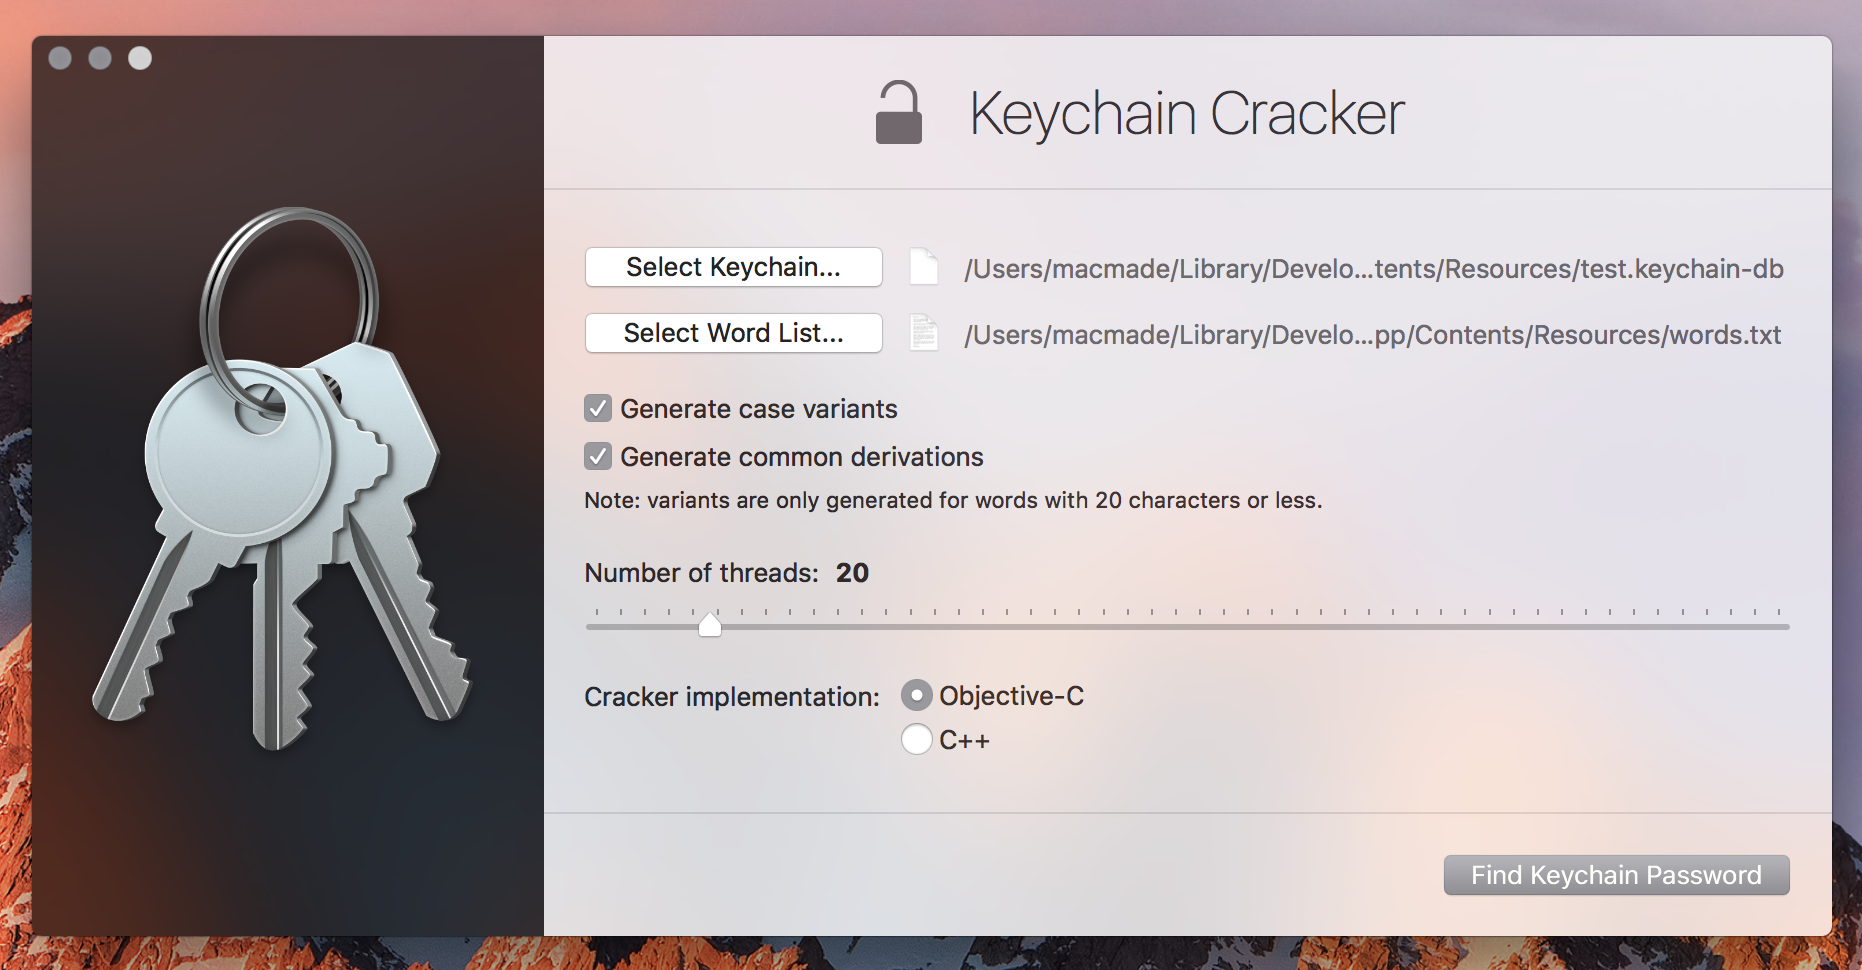 Keychain Cracker
Select Keychain... /Users/macmade/Library/Develo...tents/Resources/test.keychain-db
Select Word List... /Users/macmade/Library/Develo...pp/Contents/Resources/words.txt
Generate case variants
Generate common derivations
Note: variants are only generated for words with 20 characters or less.
Number of threads: 20
Cracker implementation: Objective-C
C++
Find Keychain Password